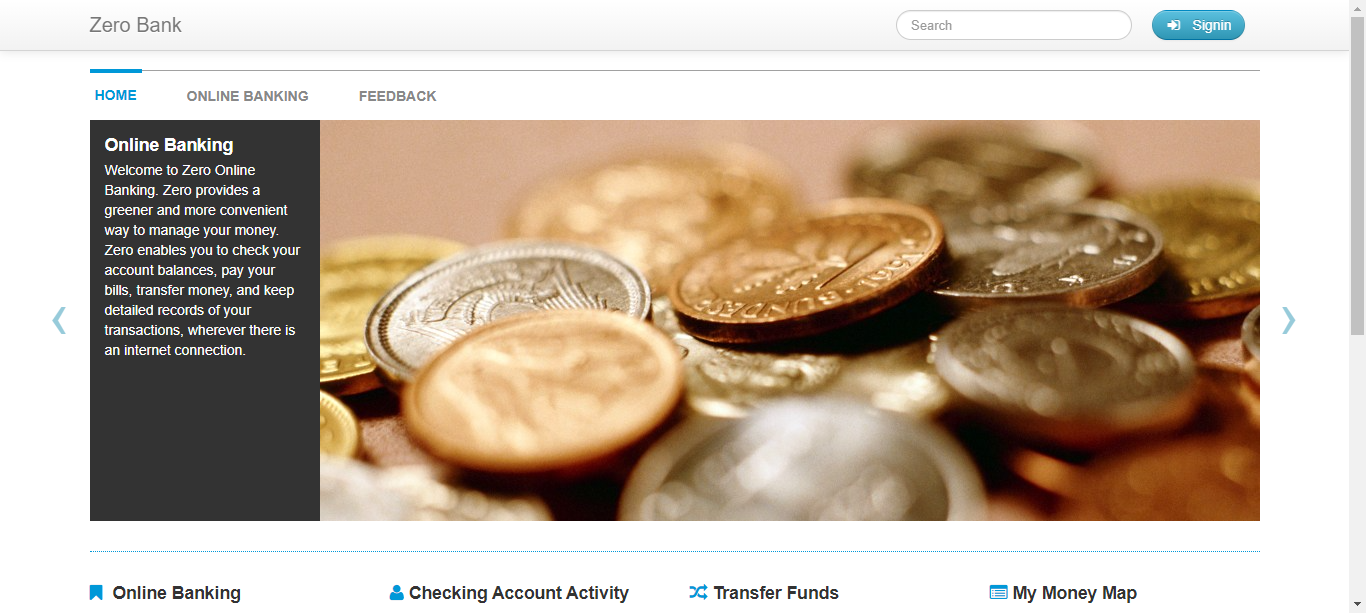 Zero Bank
Search
Signin
HOME
ONLINE BANKING
FEEDBACK
Online Banking
Welcome to Zero Online
Banking. Zero provides a
greener and more convenient
way to manage your money.
Zero enables you to check your
account balances, pay your
bills, transfer money, and keep
detailed records of your
transactions, wherever there is
an internet connection.
Online Banking
Checking Account Activity
Transfer Funds
My Money Map